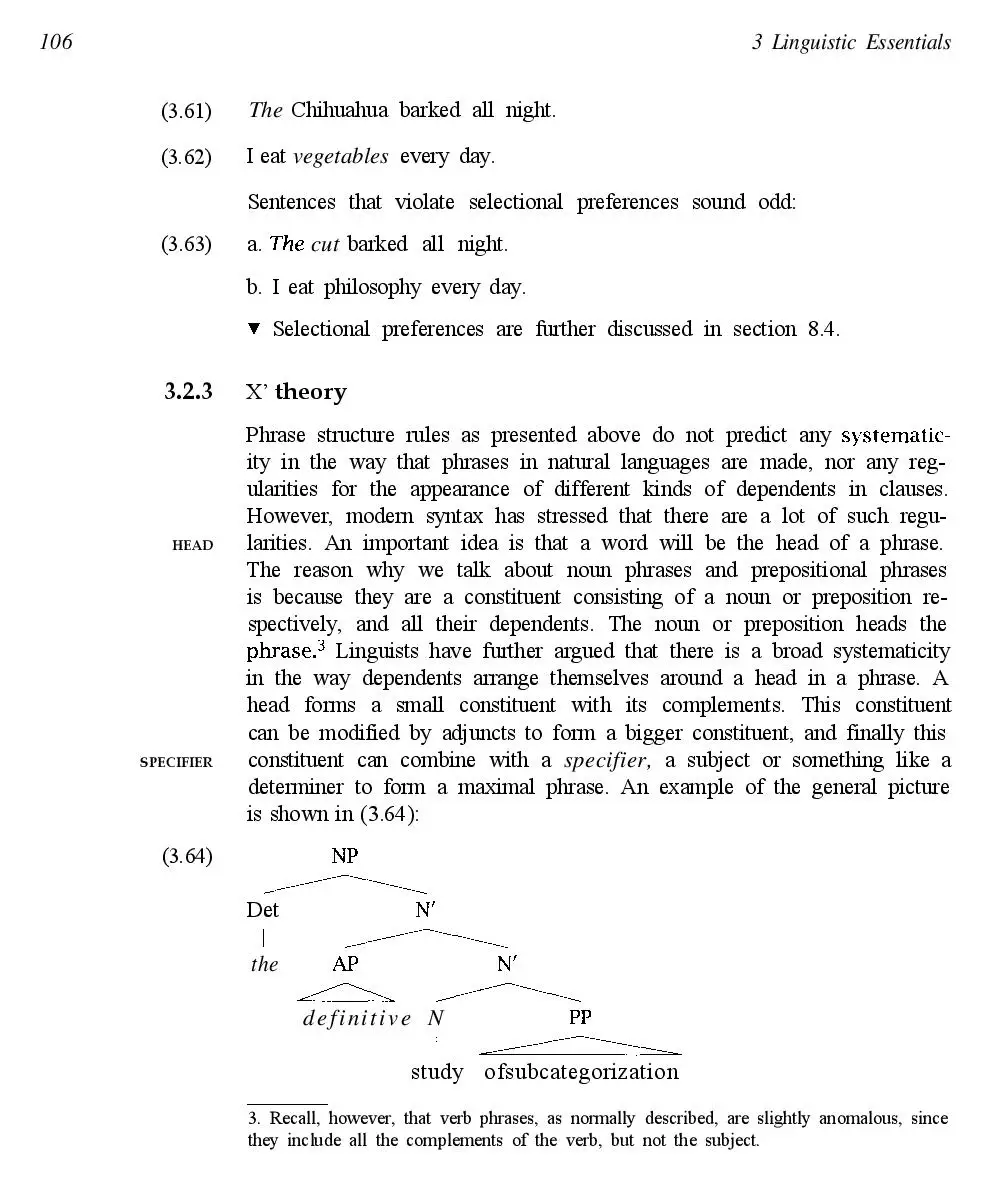 106
3 Linguistic Essentials
(3.61) The Chihuahua barked all night.
(3.62) I eat vegetables every day.
Sentences that violate selectional preferences sound odd:
(3.63) a. The cut barked all night.
b. I eat philosophy every day.
▼ Selectional preferences are further discussed in section 8.4.
3.2.3 X’ theory
Phrase structure rules as presented above do not predict any systematic-
ity in the way that phrases in natural languages are made, nor any reg-
ularities for the appearance of different kinds of dependents in clauses.
However, modern syntax has stressed that there are a lot of such regu-
HEAD larities. An important idea is that a word will be the head of a phrase.
The reason why we talk about noun phrases and prepositional phrases
is because they are a constituent consisting of a noun or preposition re-
spectively, and all their dependents. The noun or preposition heads the
phrase.3 Linguists have further argued that there is a broad systematicity
in the way dependents arrange themselves around a head in a phrase. A
head forms a small constituent with its complements. This constituent
can be modified by adjuncts to form a bigger constituent, and finally this
SPECIFIER constituent can combine with a specifier, a subject or something like a
determiner to form a maximal phrase. An example of the general picture
is shown in (3.64):
(3.64) NP
Det N′
the AP N′
definitive N PP
study ofsubcategorization
3. Recall, however, that verb phrases, as normally described, are slightly anomalous, since
they include all the complements of the verb, but not the subject.